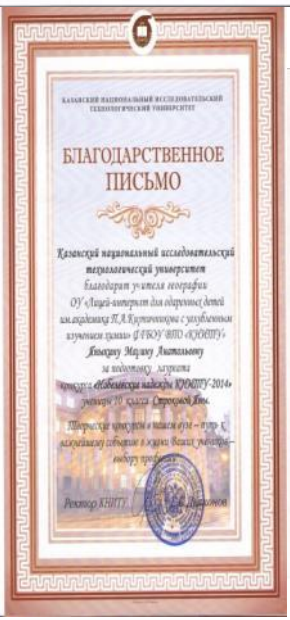 КАЗАНСКИЙ НАЦИОНАЛЬНЫЙ ИССЛЕДОВАТЕЛЬСКИЙ
ТЕХНОЛОГИЧЕСКИЙ УНИВЕРСИТЕТ
БЛАГОДАРСТВЕННОЕ
ПИСЬМО
Казанский национальный исследовательский
технологический университет
благодарит учителя географии
ОУ «Лицей-интернат для одаренных детей
им.академика П.А.Кирпичникова с углубленным
изучением химии» ФГБОУ ВПО «КНИТУ»
Яныкину Марину Анатольевну
за подготовку лауреата
конкурса «Нобелевские надежды КНИТУ-2014»
ученицы 10 класса Строковой Яны.
Творческие конкурсы в нашем вузе – путь к
важнейшему событию в жизни Ваших учеников –
выбору
Ректор КНИТУ